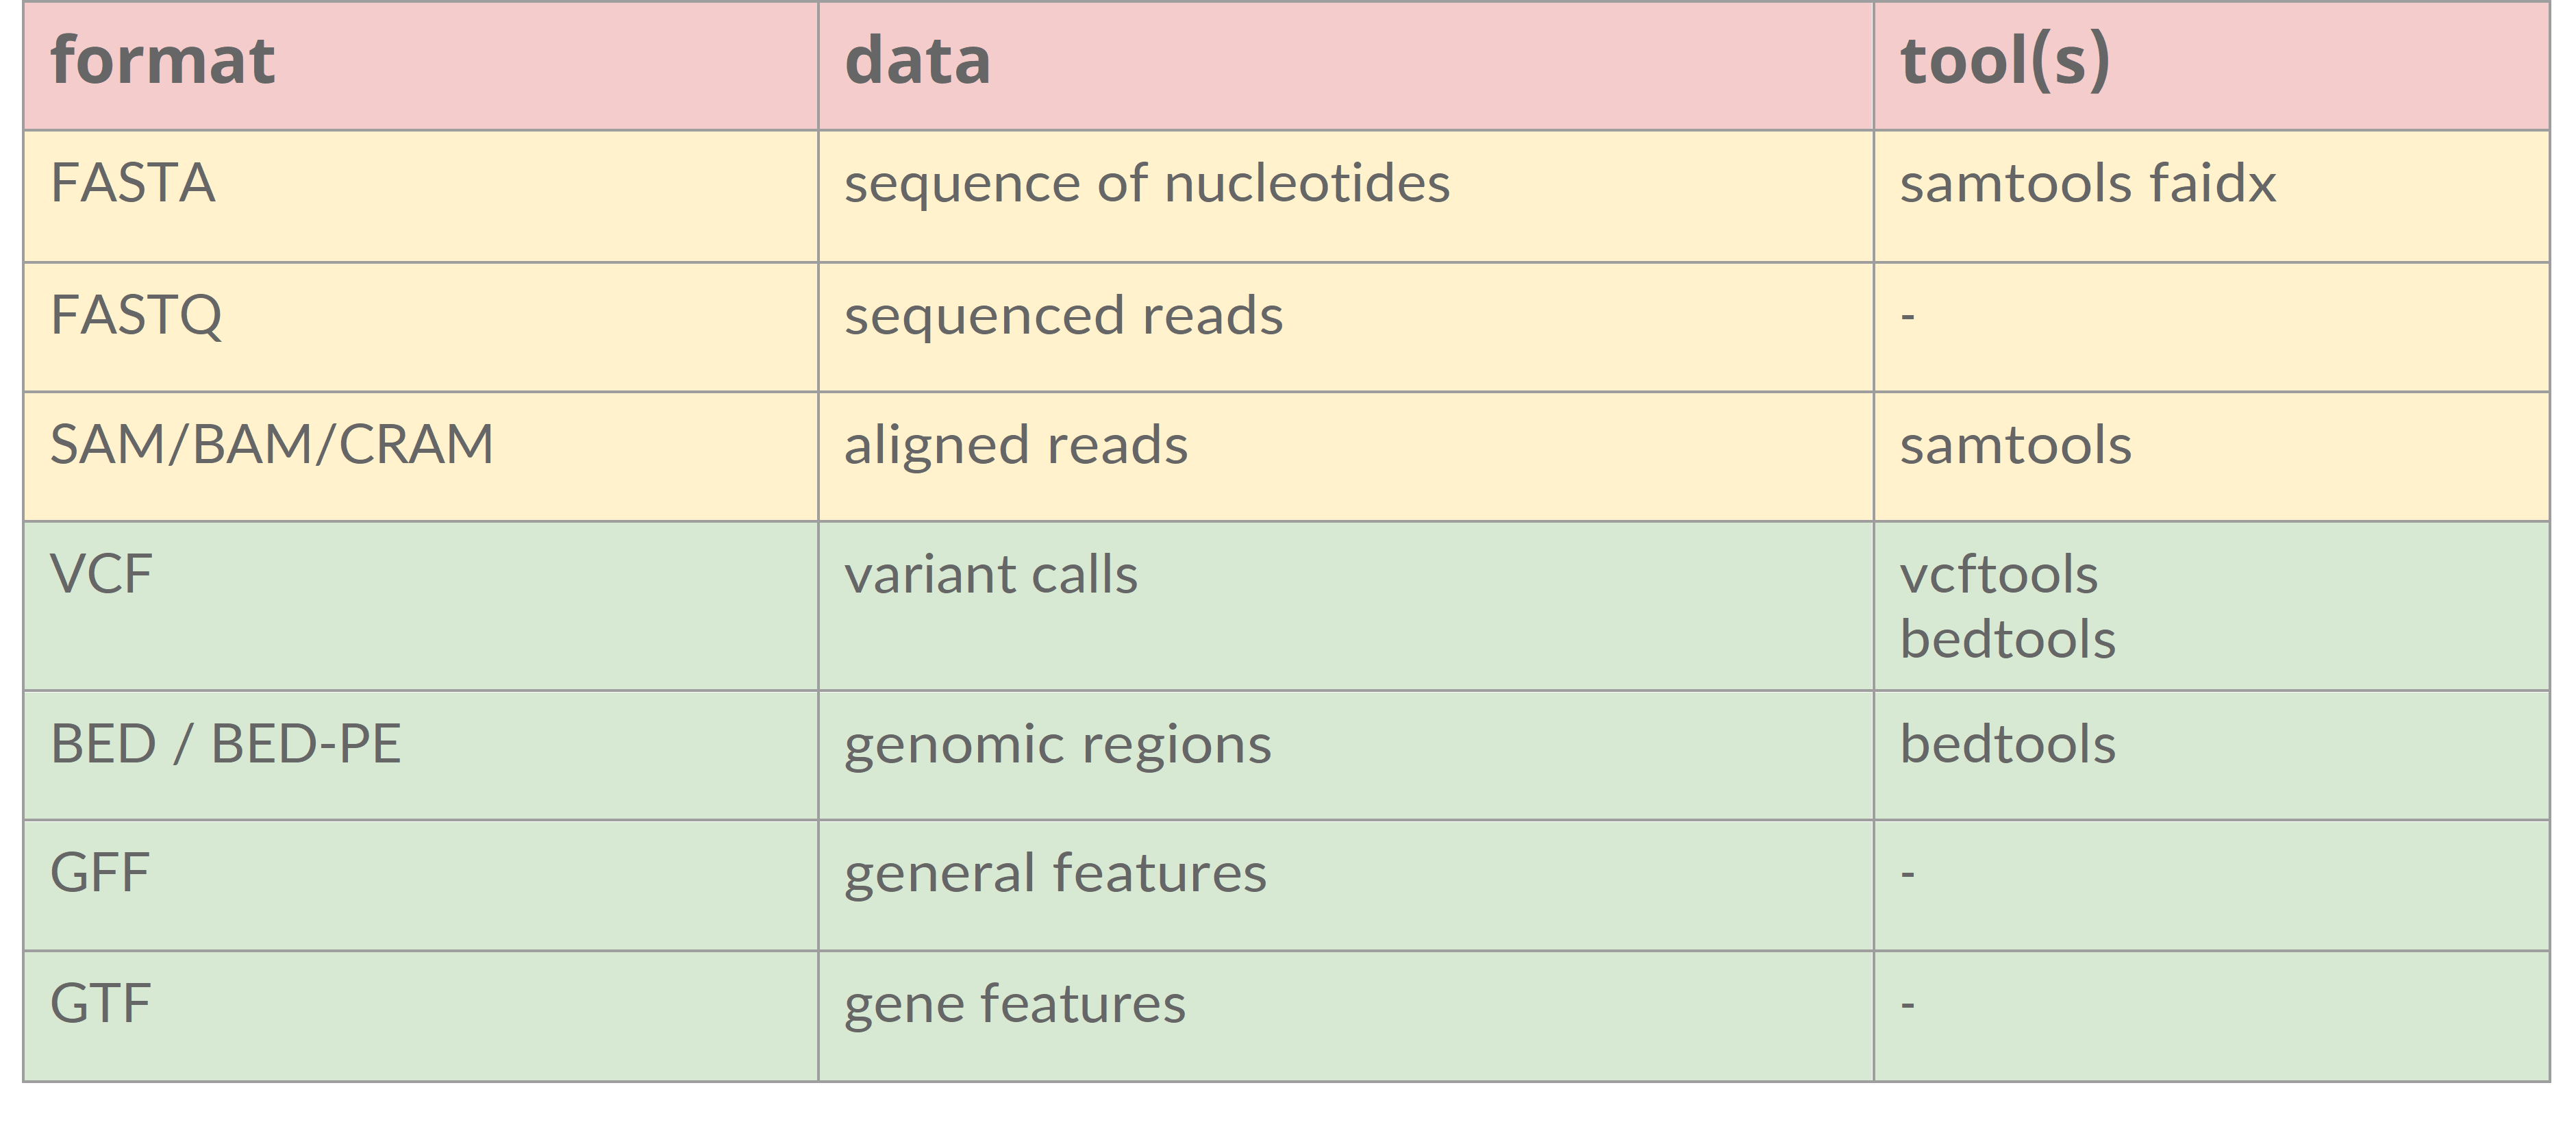 format data tool(s)
FASTA sequence of nucleotides samtools faidx
FASTQ sequenced reads -
SAM/BAM/CRAM aligned reads samtools
VCF variant calls vcftools
bedtools
BED / BED-PE genomic regions bedtools
GFF general features -
GTF gene features -